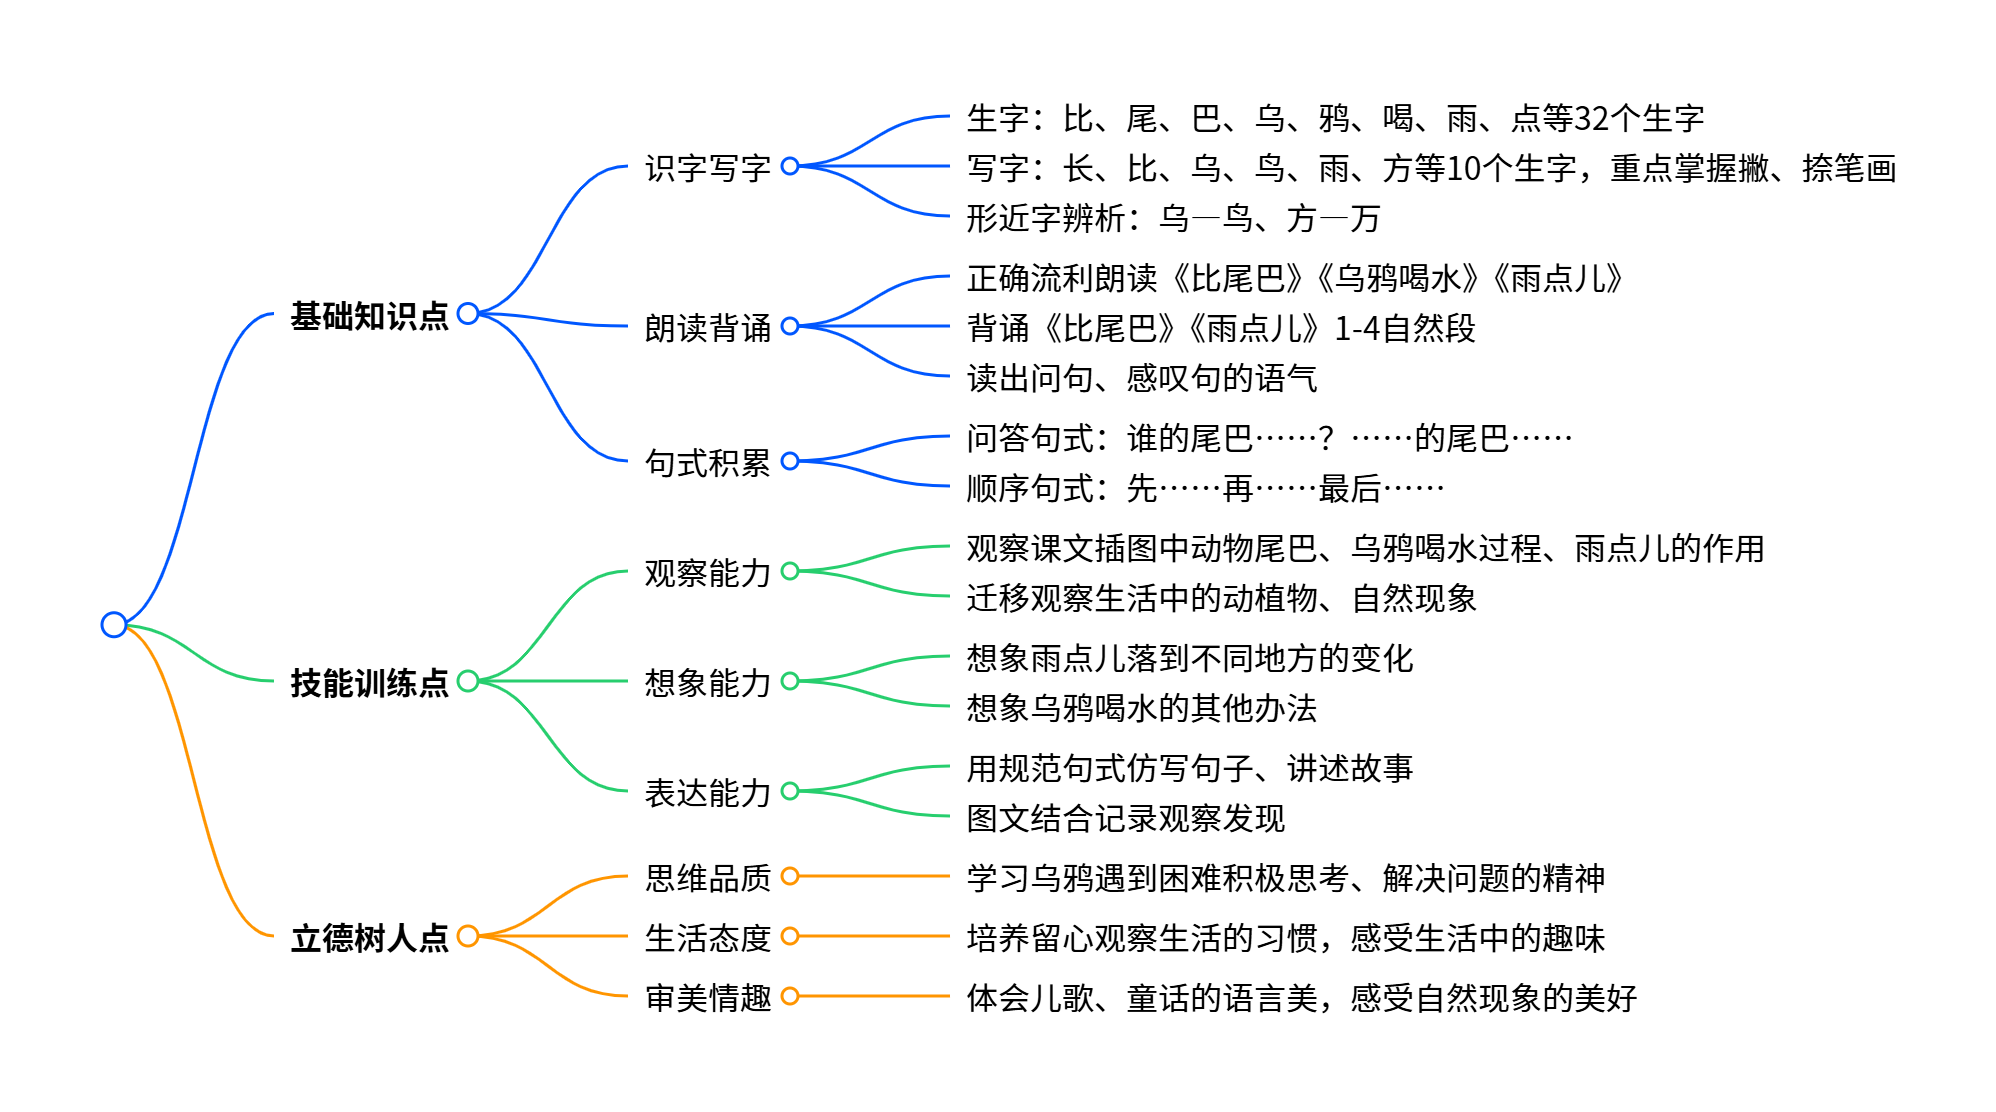 基础知识点
识字写字
生字：比、尾、巴、乌、鸦、喝、雨、点等32个生字
写字：长、比、乌、鸟、雨、方等10个生字，重点掌握撇、捺笔画
形近字辨析：乌—鸟、方—万
朗读背诵
正确流利朗读《比尾巴》《乌鸦喝水》《雨点儿》
背诵《比尾巴》《雨点儿》1-4自然段
读出问句、感叹句的语气
句式积累
问答句式：谁的尾巴……？……的尾巴……
顺序句式：先……再……最后……
技能训练点
观察能力
观察课文插图中动物尾巴、乌鸦喝水过程、雨点儿的作用
迁移观察生活中的动植物、自然现象
想象能力
想象雨点儿落到不同地方的变化
想象乌鸦喝水的其他办法
表达能力
用规范句式仿写句子、讲述故事
图文结合记录观察发现
立德树人点
思维品质
学习乌鸦遇到困难积极思考、解决问题的精神
生活态度
培养留心观察生活的习惯，感受生活中的趣味
审美情趣
体会儿歌、童话的语言美，感受自然现象的美好